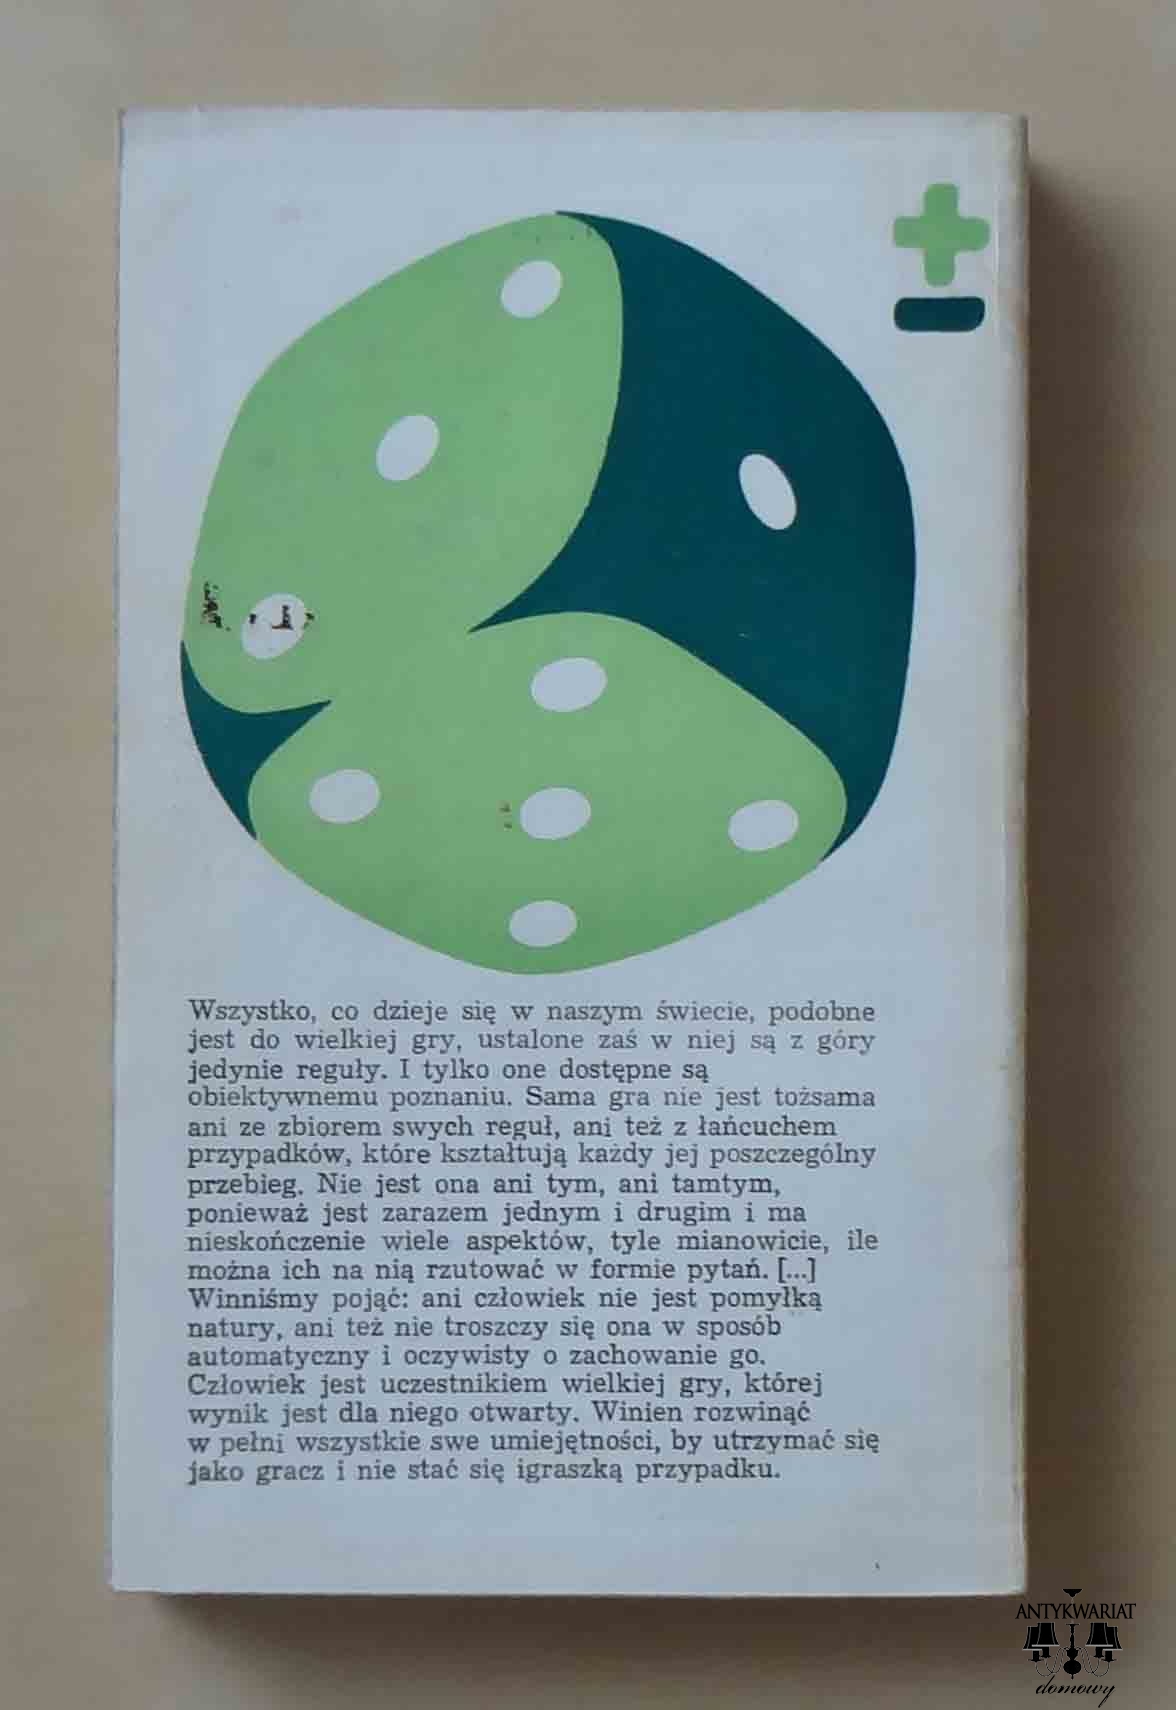 Wszystko, co dzieje się w naszym świecie, podobne
jest do wielkiej gry, ustalone zaś w niej są z góry
jedynie reguły. I tylko one dostępne są
obiektywnemu poznaniu. Sama gra nie jest tożsama
ani ze zbiorem swych reguł, ani też z łańcuchem
przypadków, które kształtują każdy jej poszczególny
przebieg. Nie jest ona ani tym, ani tamtym,
ponieważ jest zarazem jednym i drugim i ma
nieskończenie wiele aspektów, tyle mianowicie, ile
można ich na nią rzutować w formie pytań. [...]
Winniśmy pojąć: ani człowiek nie jest pomyłką
natury, ani też nie troszczy się ona w sposób
automatyczny i oczywisty o zachowanie go.
Człowiek jest uczestnikiem wielkiej gry, której
wynik jest dla niego otwarty. Winien rozwinąć
w pełni wszystkie swe umiejętności, by utrzymać się
jako gracz i nie stać się igraszką przypadku.
ANTYKWARIAT
domowy